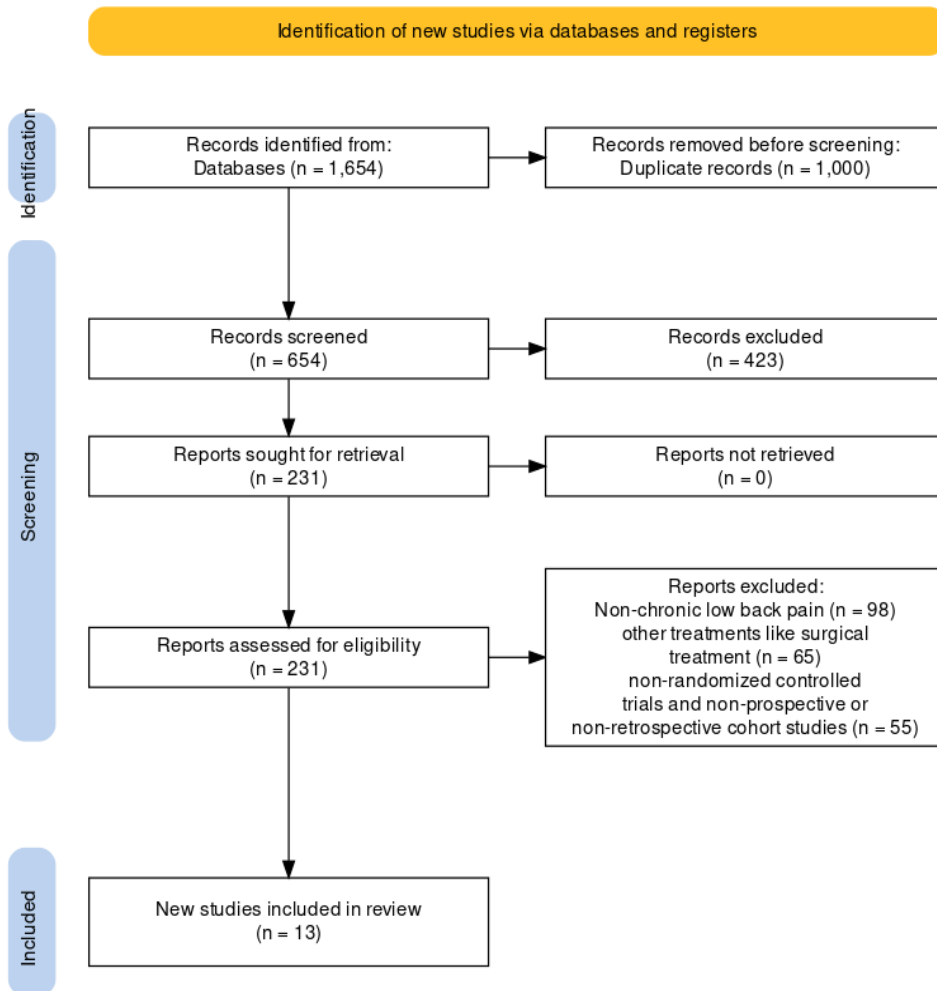 Identification of new studies via databases and registers
Identification
Records identified from:
Databases (n = 1,654)
Records removed before screening:
Duplicate records (n = 1,000)
Screening
Records screened
(n = 654)
Records excluded
(n = 423)
Reports sought for retrieval
(n = 231)
Reports not retrieved
(n = 0)
Reports assessed for eligibility
(n = 231)
Reports excluded:
Non-chronic low back pain (n = 98)
other treatments like surgical
treatment (n = 65)
non-randomized controlled
trials and non-prospective or
non-retrospective cohort studies (n = 55)
Included
New studies included in review
(n = 13)